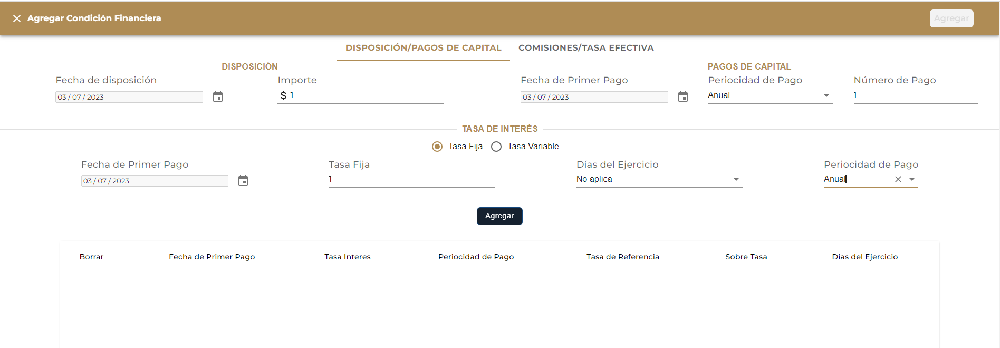 Agregar Condición Financiera
Agregar
DISPOSICIÓN/PAGOS DE CAPITAL COMISIONES/TASA EFECTIVA
DISPOSICIÓN PAGOS DE CAPITAL
Fecha de disposición Importe Fecha de Primer Pago Periocidad de Pago Número de Pago
03 / 07 / 2023 $ 1 03 / 07 / 2023 Anual 1
TASA DE INTERÉS
Tasa Fija Tasa Variable
Fecha de Primer Pago Tasa Fija Días del Ejercicio Periocidad de Pago
03 / 07 / 2023 1 No aplica Anual
Agregar
Borrar Fecha de Primer Pago Tasa Interes Periocidad de Pago Tasa de Referencia Sobre Tasa Dias del Ejercicio